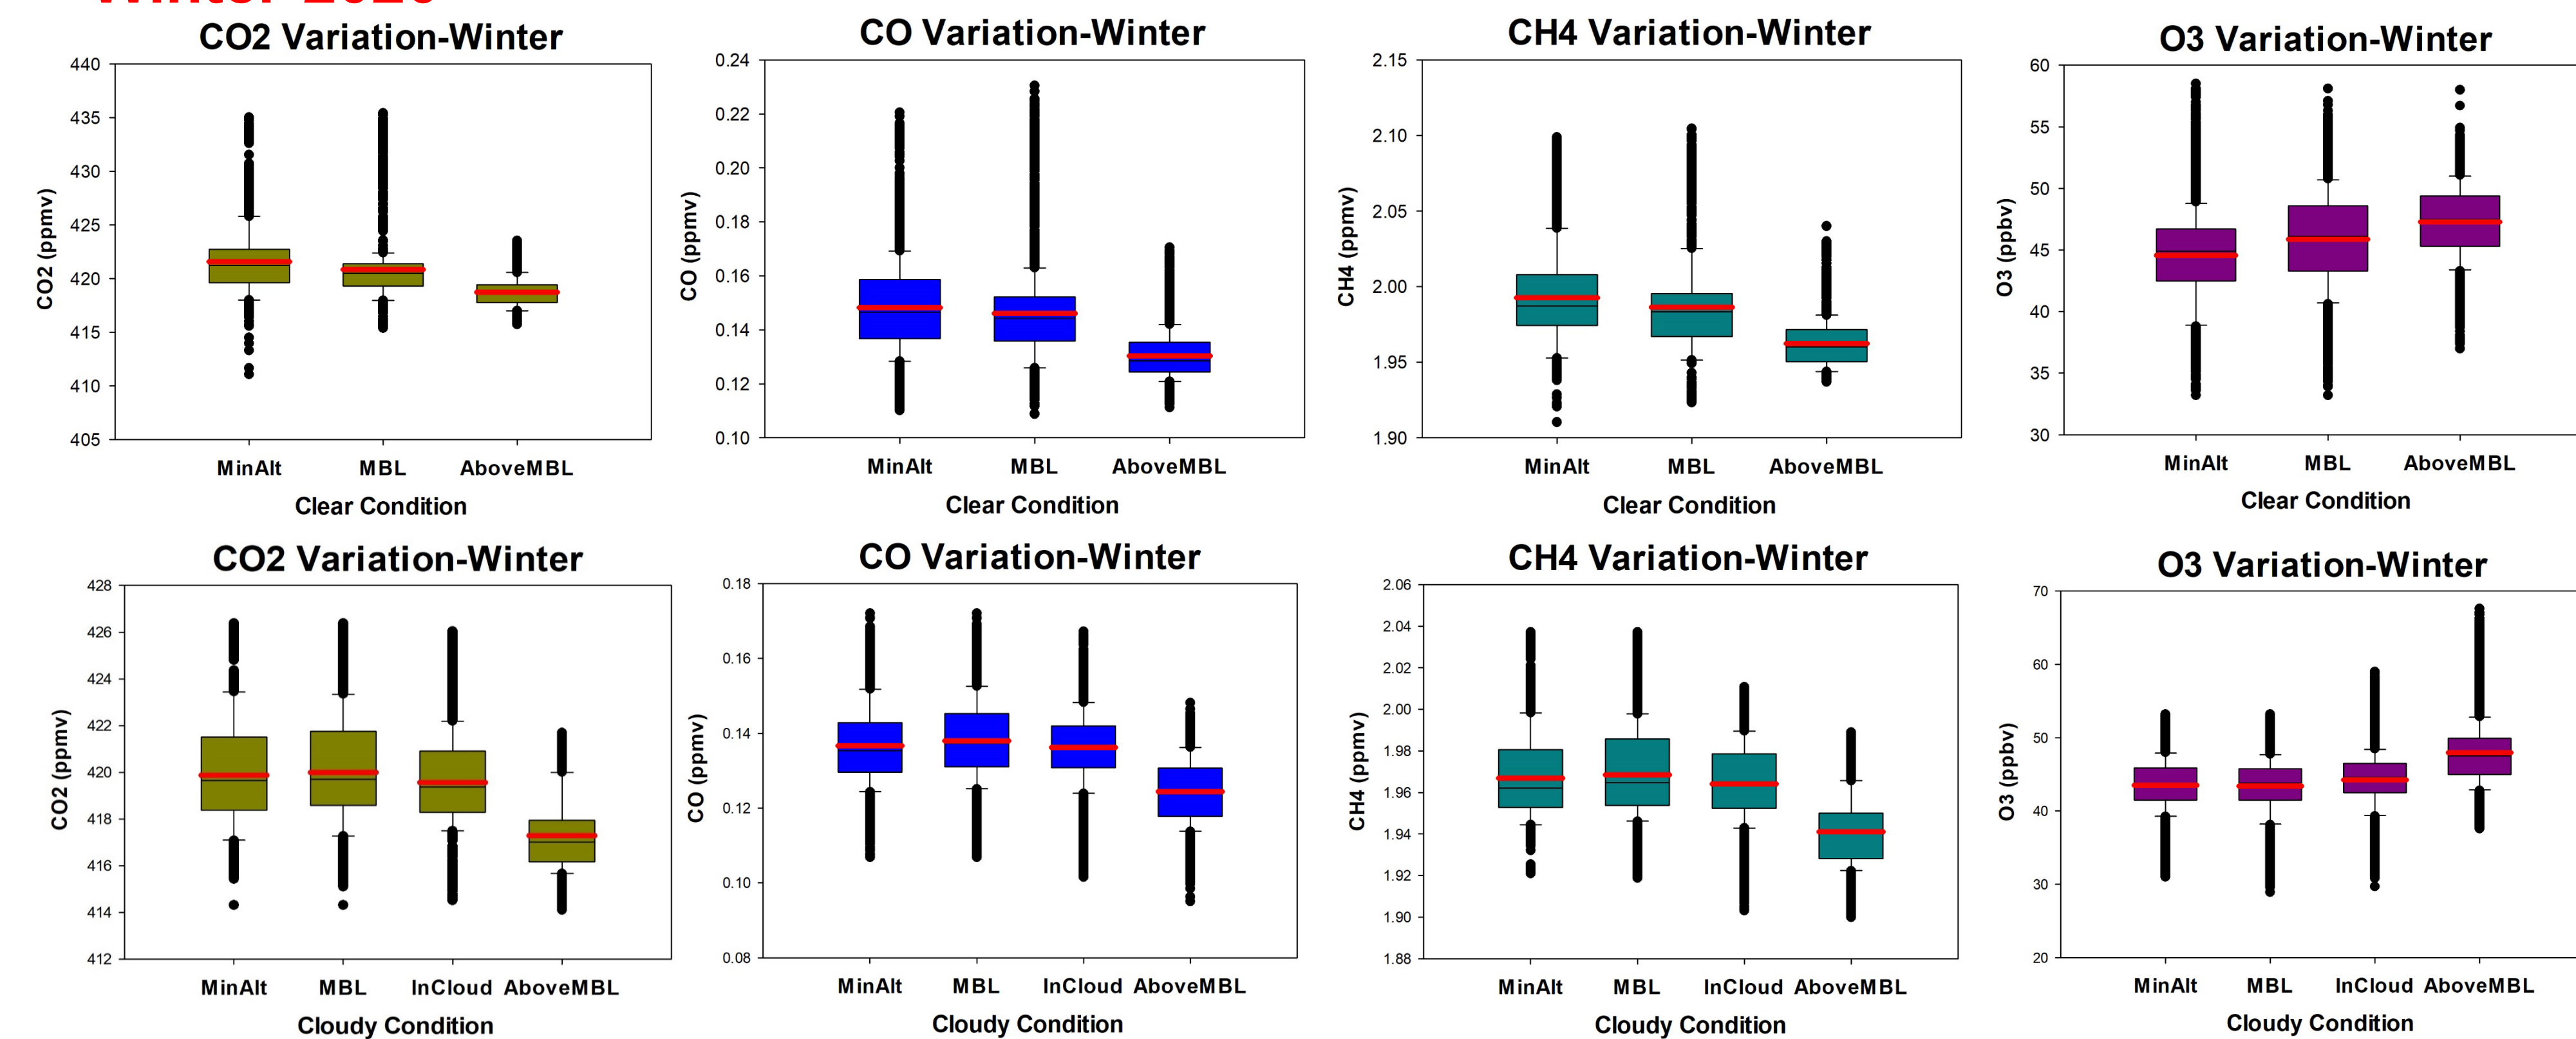 CO2 Variation-Winter
CO2 (ppmv)
440
435
430
425
420
415
410
405
MinAlt MBL AboveMBL
Clear Condition
CO Variation-Winter
CO (ppmv)
0.24
0.22
0.20
0.18
0.16
0.14
0.12
0.10
MinAlt MBL AboveMBL
Clear Condition
CH4 Variation-Winter
CH4 (ppmv)
2.15
2.10
2.05
2.00
1.95
1.90
MinAlt MBL AboveMBL
Clear Condition
O3 Variation-Winter
O3 (ppbv)
60
55
50
45
40
35
30
MinAlt MBL AboveMBL
Clear Condition
CO2 Variation-Winter
CO2 (ppmv)
428
426
424
422
420
418
416
414
412
MinAlt MBL InCloud AboveMBL
Cloudy Condition
CO Variation-Winter
CO (ppmv)
0.18
0.16
0.14
0.12
0.10
0.08
MinAlt MBL InCloud AboveMBL
Cloudy Condition
CH4 Variation-Winter
CH4 (ppmv)
2.06
2.04
2.02
2.00
1.98
1.96
1.94
1.92
1.90
1.88
MinAlt MBL InCloud AboveMBL
Cloudy Condition
O3 Variation-Winter
O3 (ppbv)
70
60
50
40
30
20
MinAlt MBL InCloud AboveMBL
Cloudy Condition